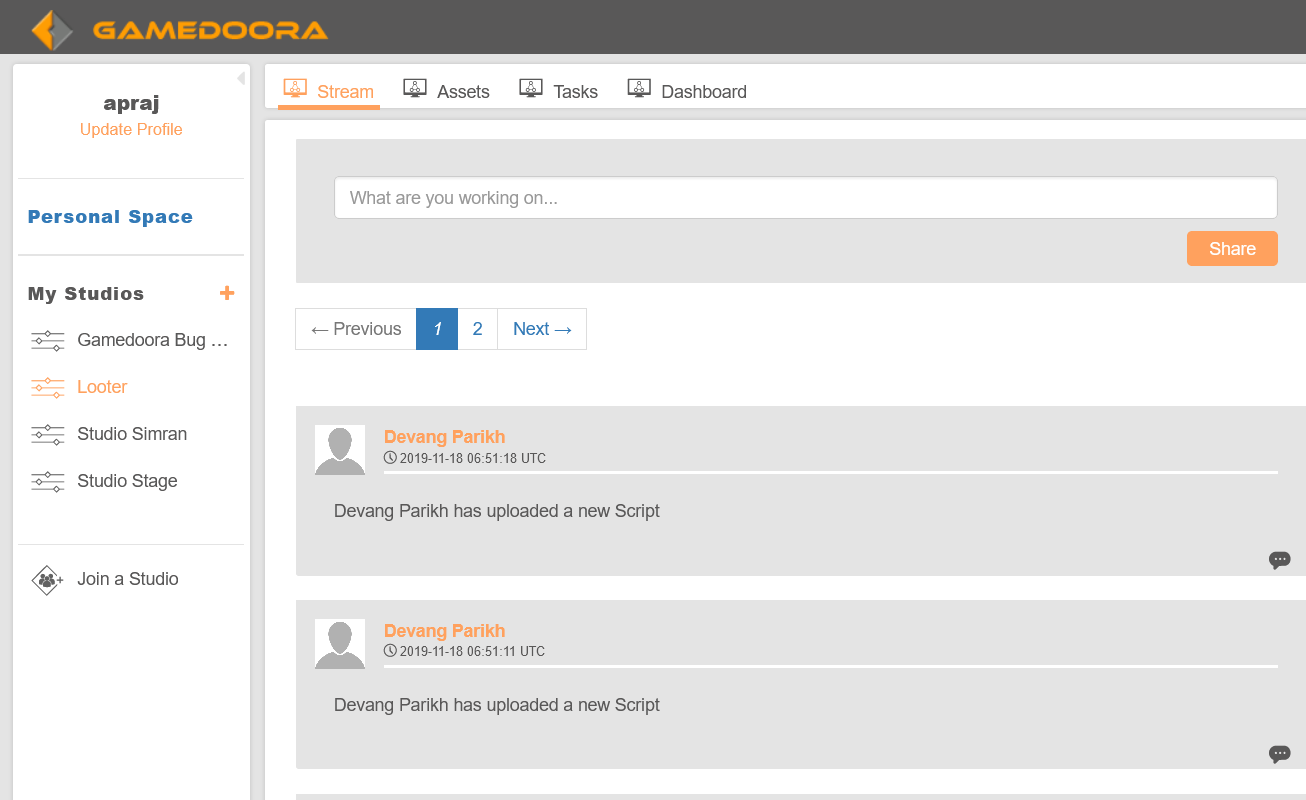 GAMEDOORA
apraj
Update Profile
Personal Space
My Studios +
Gamedoora Bug ...
Looter
Studio Simran
Studio Stage
Join a Studio
Stream Assets Tasks Dashboard
What are you working on...
Share
← Previous 1 2 Next →
Devang Parikh
2019-11-18 06:51:18 UTC
Devang Parikh has uploaded a new Script
Devang Parikh
2019-11-18 06:51:11 UTC
Devang Parikh has uploaded a new Script